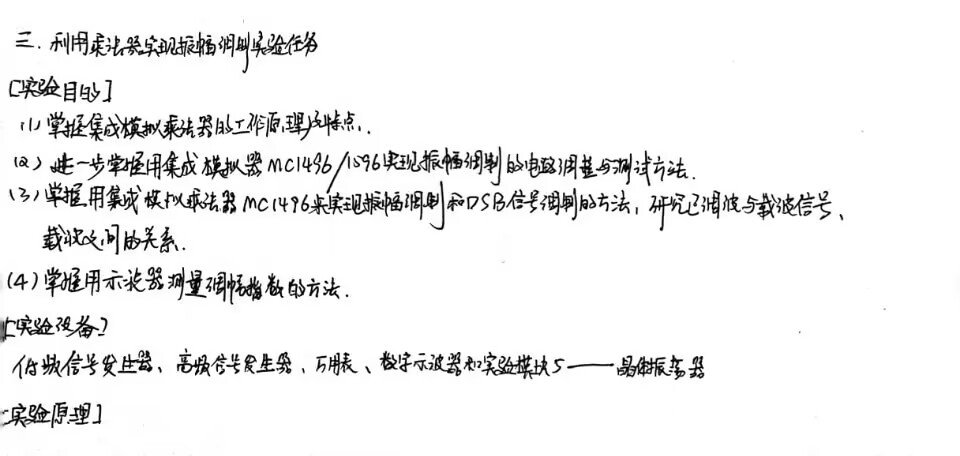 三.利用乘法器实现振幅调制实验任务
[实验目的]
(1)掌握集成模拟乘法器的工作原理及特点.
(2)进一步掌握用集成模拟器MC1496/1596实现振幅调制的电路调整与测试方法.
(3)掌握用集成模拟乘法器MC1496来实现振幅调制和DSB信号调制的方法,研究已调波与载波信号、
载波之间的关系.
(4)掌握用示波器测量调幅指数的方法.
[实验设备]
低频信号发生器、高频信号发生器、万用表、数字示波器和实验模块5——晶体振荡器
[实验原理]